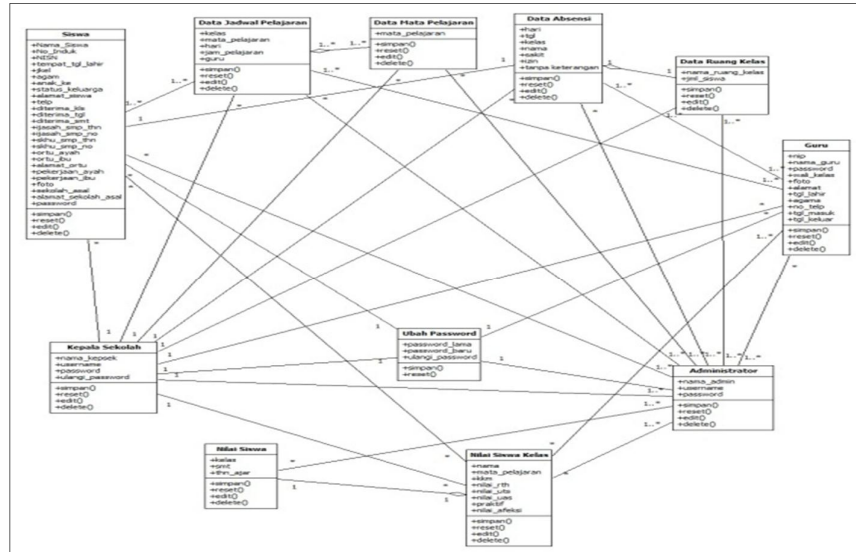 Siswa
+Nama_Siswa
+No_Induk
+NISN
+tempat_tgl_lahir
+jkel
+agam
+anak_ke
+status_keluarga
+alamat_siswa
+telp
+diterima_kls
+diterima_tgl
+diterima_smt
+ijasah_smp_thn
+ijasah_smp_no
+skhu_smp_thn
+skhu_smp_no
+ortu_ayah
+ortu_ibu
+alamat_ortu
+pekerjaan_ayah
+pekerjaan_ibu
+foto
+sekolah_asal
+alamat_sekolah_asal
+password
+simpan()
+reset()
+edit()
+delete()
Data Jadwal Pelajaran
+kelas
+mata_pelajaran
+hari
+jam_pelajaran
+guru
+simpan()
+reset()
+edit()
+delete()
Data Mata Pelajaran
+mata_pelajaran
+simpan()
+reset()
+edit()
+delete()
Data Absensi
+hari
+tgl
+kelas
+nama
+sakit
+izin
+tanpa keterangan
+simpan()
+reset()
+edit()
+delete()
Data Ruang Kelas
+nama_ruang_kelas
+jml_siswa
+simpan()
+reset()
+edit()
+delete()
Guru
+nip
+nama_guru
+password
+wali_kelas
+foto
+alamat
+tgl_lahir
+agama
+no_telp
+tgl_masuk
+tgl_keluar
+simpan()
+reset()
+edit()
+delete()
Kepala Sekolah
+nama_kepsek
+username
+password
+ulangi_password
+simpan()
+reset()
+edit()
+delete()
Ubah Password
+password_lama
+password_baru
+ulangi_password
+simpan()
+reset()
Administrator
+nama_admin
+username
+password
+simpan()
+reset()
+edit()
+delete()
Nilai Siswa
+kelas
+smt
+thn_ajar
+simpan()
+reset()
+edit()
+delete()
Nilai Siswa Kelas
+nama
+mata_pelajaran
+kkm
+nilai_rth
+nilai_uts
+nilai_uas
+praktif
+nilai_afeksi
+simpan()
+reset()
+edit()
+delete()